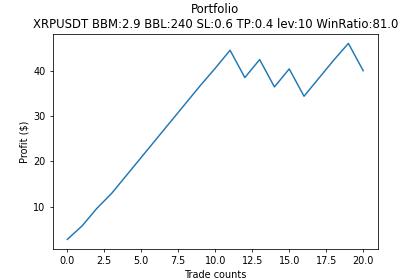 Portfolio
XRPUSDT BBM:2.9 BBL:240 SL:0.6 TP:0.4 lev:10 WinRatio:81.0
40
30
20
10
Profit ($)
0.0 2.5 5.0 7.5 10.0 12.5 15.0 17.5 20.0
Trade counts